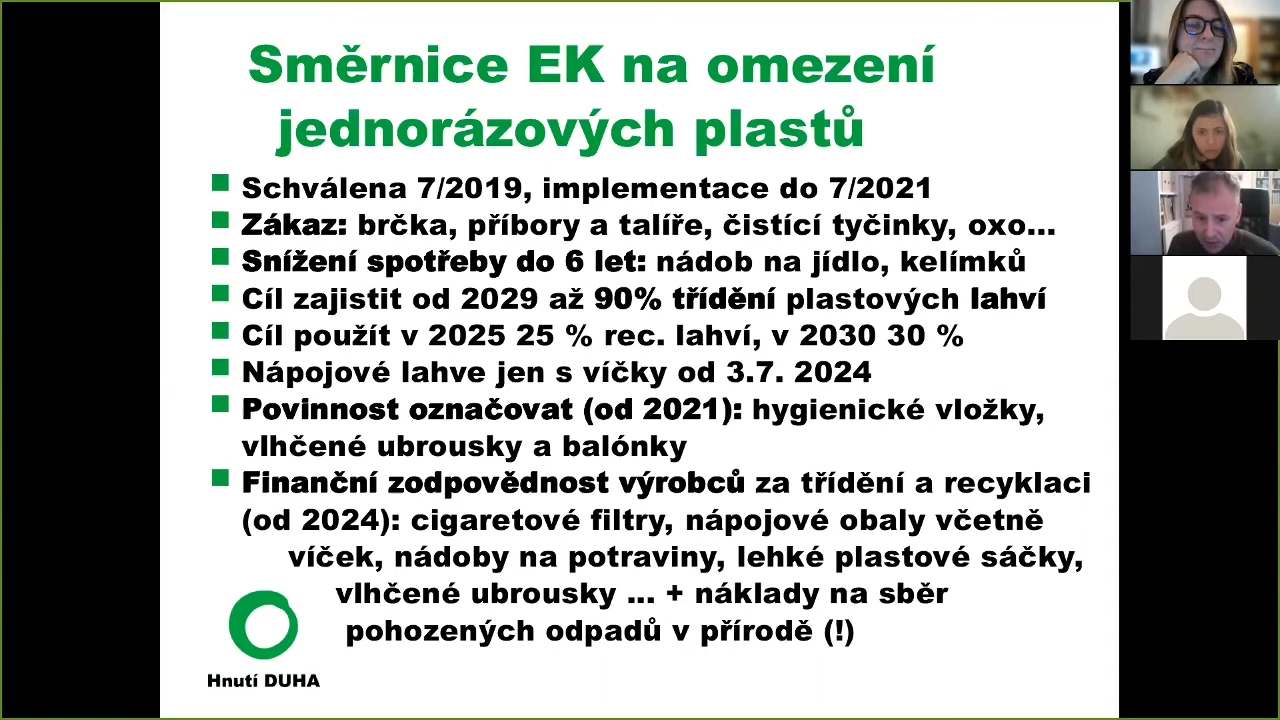 Směrnice EK na omezení
jednorázových plastů
Schválena 7/2019, implementace do 7/2021
Zákaz: brčka, příbory a talíře, čistící tyčinky, oxo...
Snížení spotřeby do 6 let: nádob na jídlo, kelímků
Cíl zajistit od 2029 až 90% třídění plastových lahví
Cíl použít v 2025 25 % rec. lahví, v 2030 30 %
Nápojové lahve jen s víčky od 3.7. 2024
Povinnost označovat (od 2021): hygienické vložky,
vlhčené ubrousky a balónky
Finanční zodpovědnost výrobců za třídění a recyklaci
(od 2024): cigaretové filtry, nápojové obaly včetně
víček, nádoby na potraviny, lehké plastové sáčky,
vlhčené ubrousky ... + náklady na sběr
pohozených odpadů v přírodě (!)
Hnutí DUHA